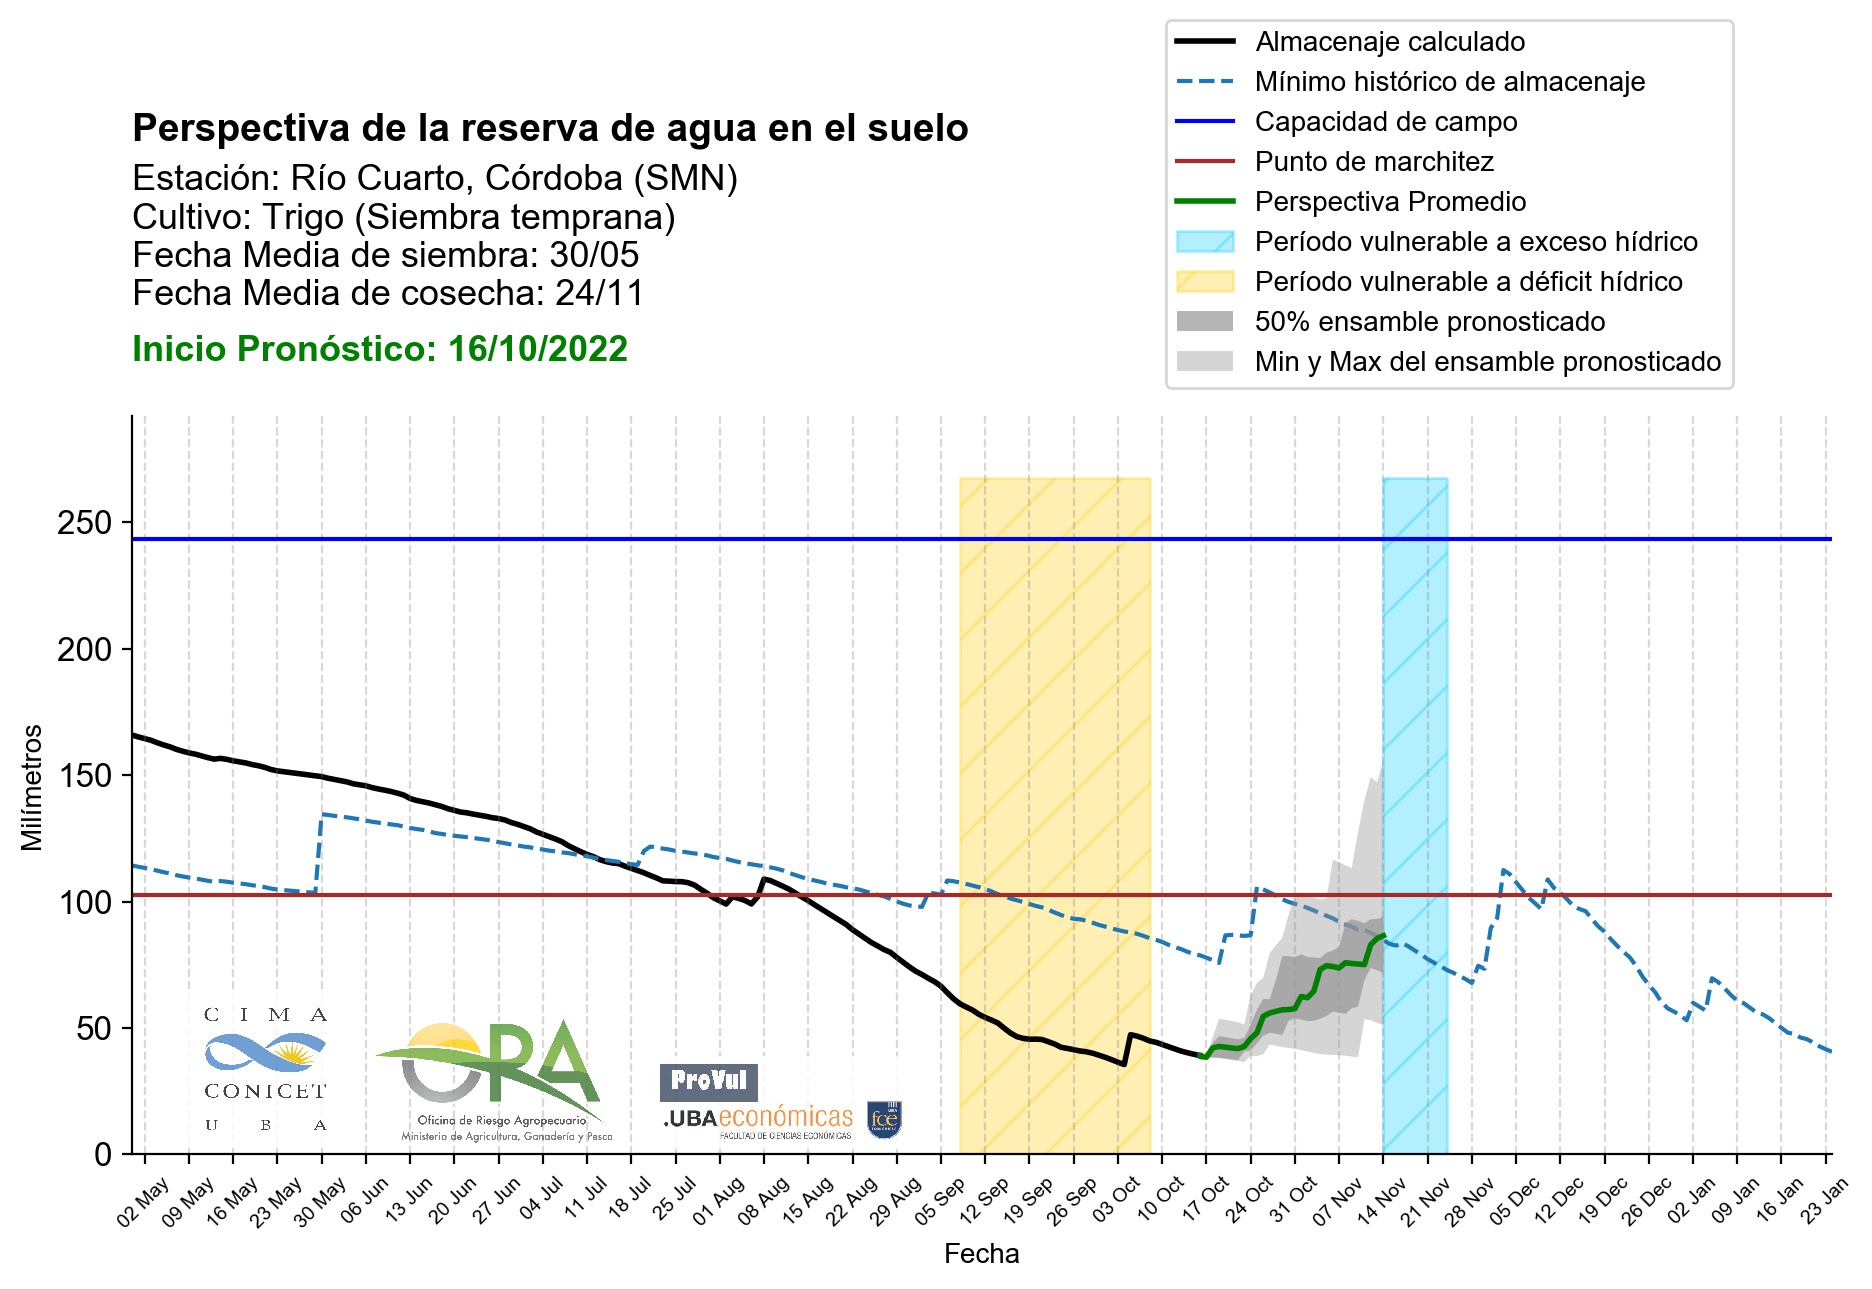 Almacenaje calculado
Mínimo histórico de almacenaje
Capacidad de campo
Punto de marchitez
Perspectiva Promedio
Período vulnerable a exceso hídrico
Período vulnerable a déficit hídrico
50% ensamble pronosticado
Min y Max del ensamble pronosticado
Perspectiva de la reserva de agua en el suelo
Estación: Río Cuarto, Córdoba (SMN)
Cultivo: Trigo (Siembra temprana)
Fecha Media de siembra: 30/05
Fecha Media de cosecha: 24/11
Inicio Pronóstico: 16/10/2022
Milímetros
250
200
150
100
50
0
C I M A
CONICET
U B A
ORA
Oficina de Riesgo Agropecuario
Ministerio de Agricultura, Ganadería y Pesca
ProVul
.UBAeconómicas
FACULTAD DE CIENCIAS ECONÓMICAS
UBA
fce
ECONÓMICAS
02 May
09 May
16 May
23 May
30 May
06 Jun
13 Jun
20 Jun
27 Jun
04 Jul
11 Jul
18 Jul
25 Jul
01 Aug
08 Aug
15 Aug
22 Aug
29 Aug
05 Sep
12 Sep
19 Sep
26 Sep
03 Oct
10 Oct
17 Oct
24 Oct
31 Oct
07 Nov
14 Nov
21 Nov
28 Nov
05 Dec
12 Dec
19 Dec
26 Dec
02 Jan
09 Jan
16 Jan
23 Jan
Fecha